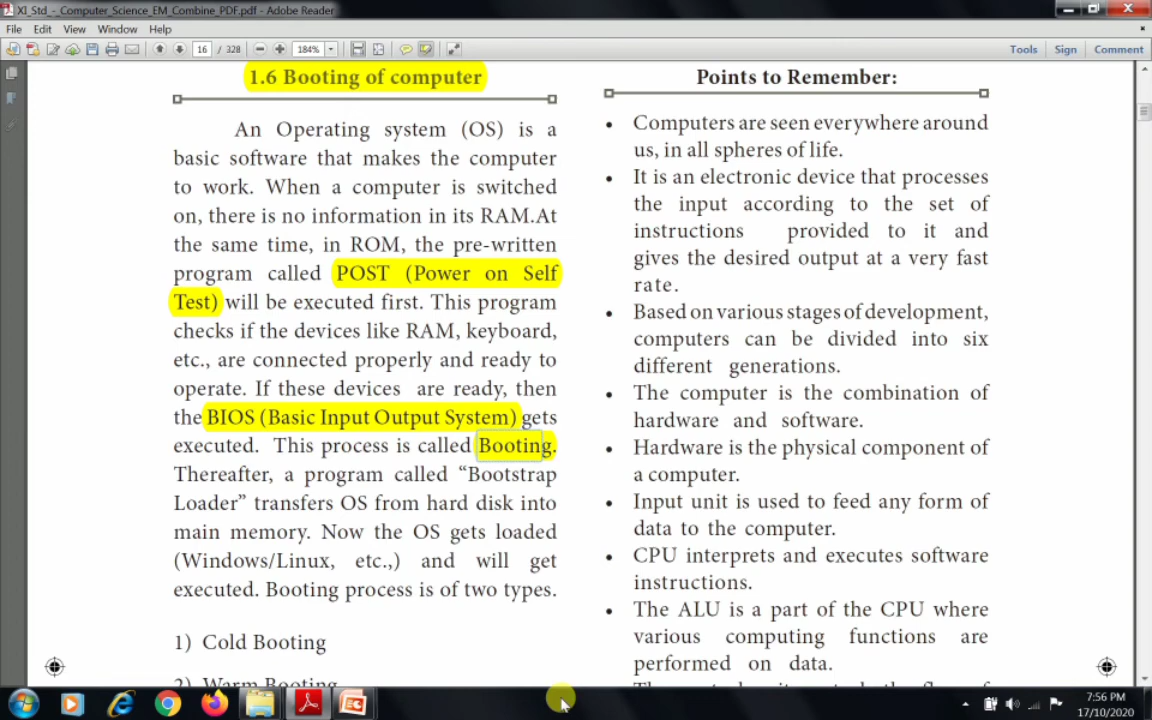 XI_Std_-_Computer_Science_EM_Combine_PDF.pdf - Adobe Reader
File Edit View Window Help
16 / 328 184% Tools Sign Comment
1.6 Booting of computer
An Operating system (OS) is a
basic software that makes the computer
to work. When a computer is switched
on, there is no information in its RAM.At
the same time, in ROM, the pre-written
program called POST (Power on Self
Test) will be executed first. This program
checks if the devices like RAM, keyboard,
etc., are connected properly and ready to
operate. If these devices are ready, then
the BIOS (Basic Input Output System) gets
executed. This process is called Booting.
Thereafter, a program called “Bootstrap
Loader” transfers OS from hard disk into
main memory. Now the OS gets loaded
(Windows/Linux, etc.,) and will get
executed. Booting process is of two types.
1) Cold Booting
2) Warm Booting
Points to Remember:
• Computers are seen everywhere around
us, in all spheres of life.
• It is an electronic device that processes
the input according to the set of
instructions provided to it and
gives the desired output at a very fast
rate.
• Based on various stages of development,
computers can be divided into six
different generations.
• The computer is the combination of
hardware and software.
• Hardware is the physical component of
a computer.
• Input unit is used to feed any form of
data to the computer.
• CPU interprets and executes software
instructions.
• The ALU is a part of the CPU where
various computing functions are
performed on data.
7:56 PM
17/10/2020